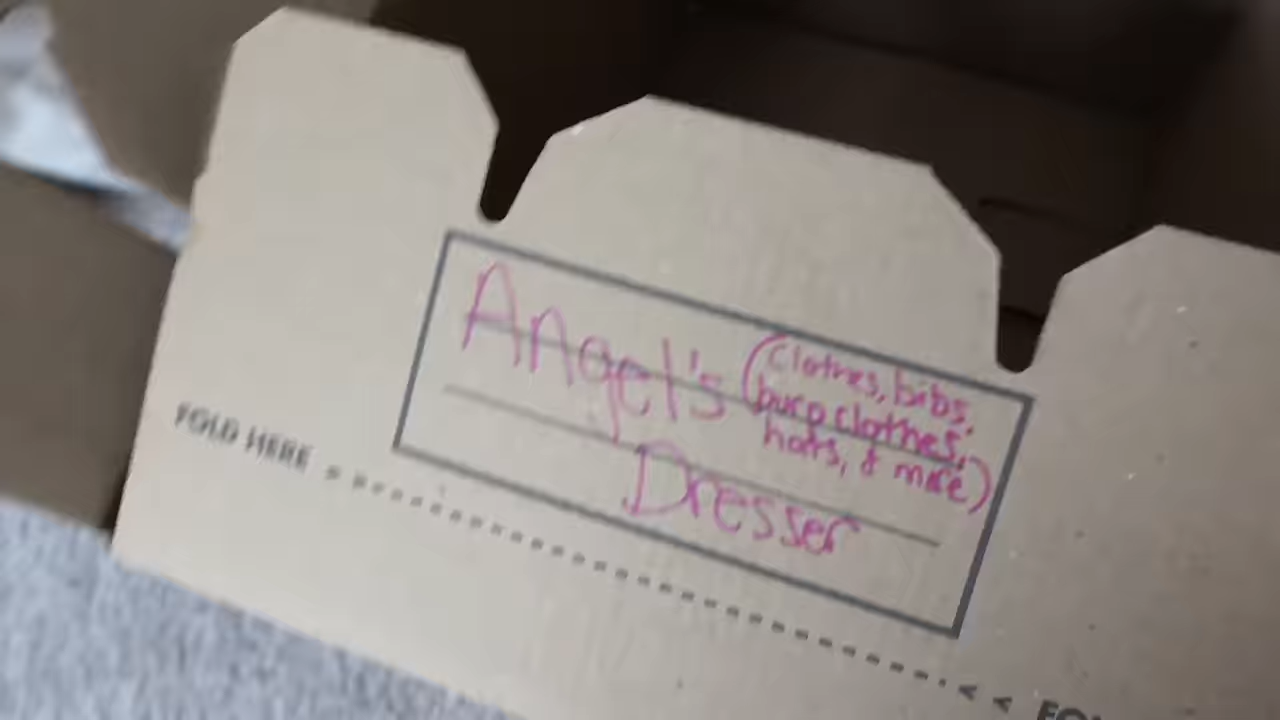 Angel's (Clothes, bibs,
burp clothes,
hats, & more)
Dresser
FOLD HERE